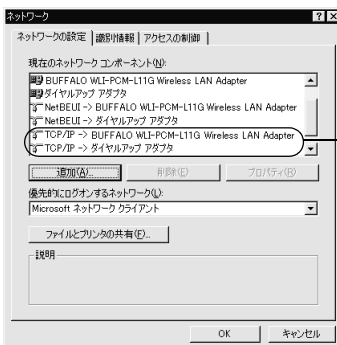 ネットワーク
ネットワークの設定 識別情報 アクセスの制御
現在のネットワーク コンポーネント(N):
BUFFALO WLI-PCM-L11G Wireless LAN Adapter
ダイヤルアップ アダプタ
NetBEUI -> BUFFALO WLI-PCM-L11G Wireless LAN Adapter
NetBEUI -> ダイヤルアップ アダプタ
TCP/IP -> BUFFALO WLI-PCM-L11G Wireless LAN Adapter
TCP/IP -> ダイヤルアップ アダプタ
追加(A)... 削除(E) プロパティ(R)
優先的にログオンするネットワーク(L):
Microsoft ネットワーク クライアント
ファイルとプリンタの共有(F)...
説明
OK キャンセル